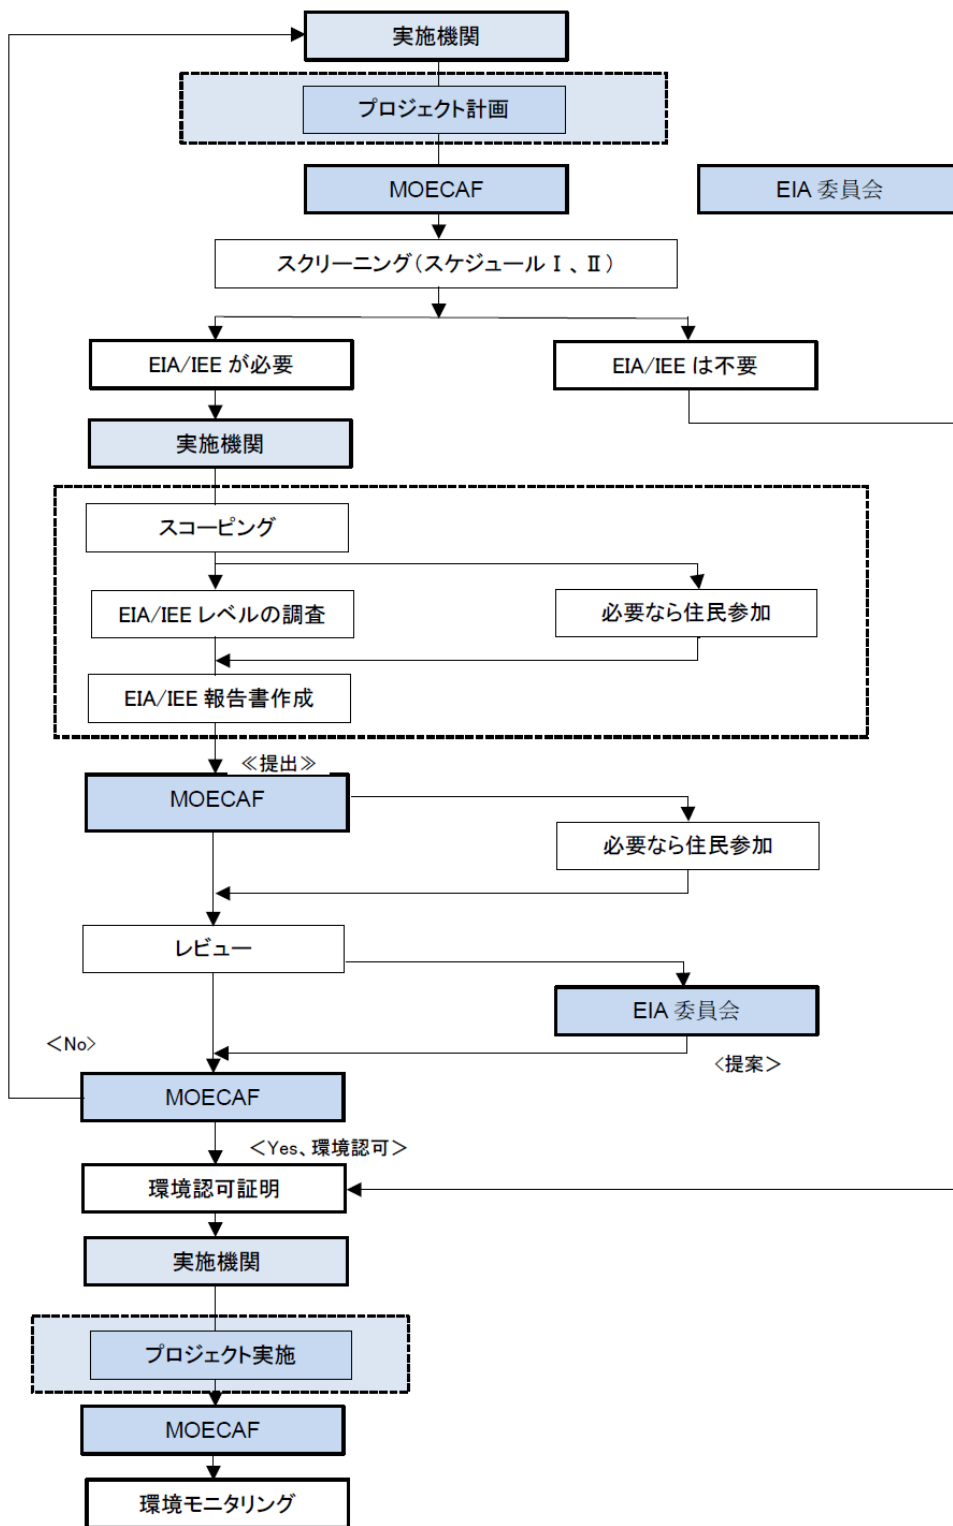 実施機関
プロジェクト計画
MOECAF
EIA 委員会
スクリーニング(スケジュール Ⅰ、Ⅱ)
EIA/IEE が必要
EIA/IEE は不要
実施機関
スコーピング
EIA/IEE レベルの調査
必要なら住民参加
EIA/IEE 報告書作成
≪提出≫
MOECAF
必要なら住民参加
レビュー
EIA 委員会
<No>
<提案>
MOECAF
<Yes、環境認可>
環境認可証明
実施機関
プロジェクト実施
MOECAF
環境モニタリング